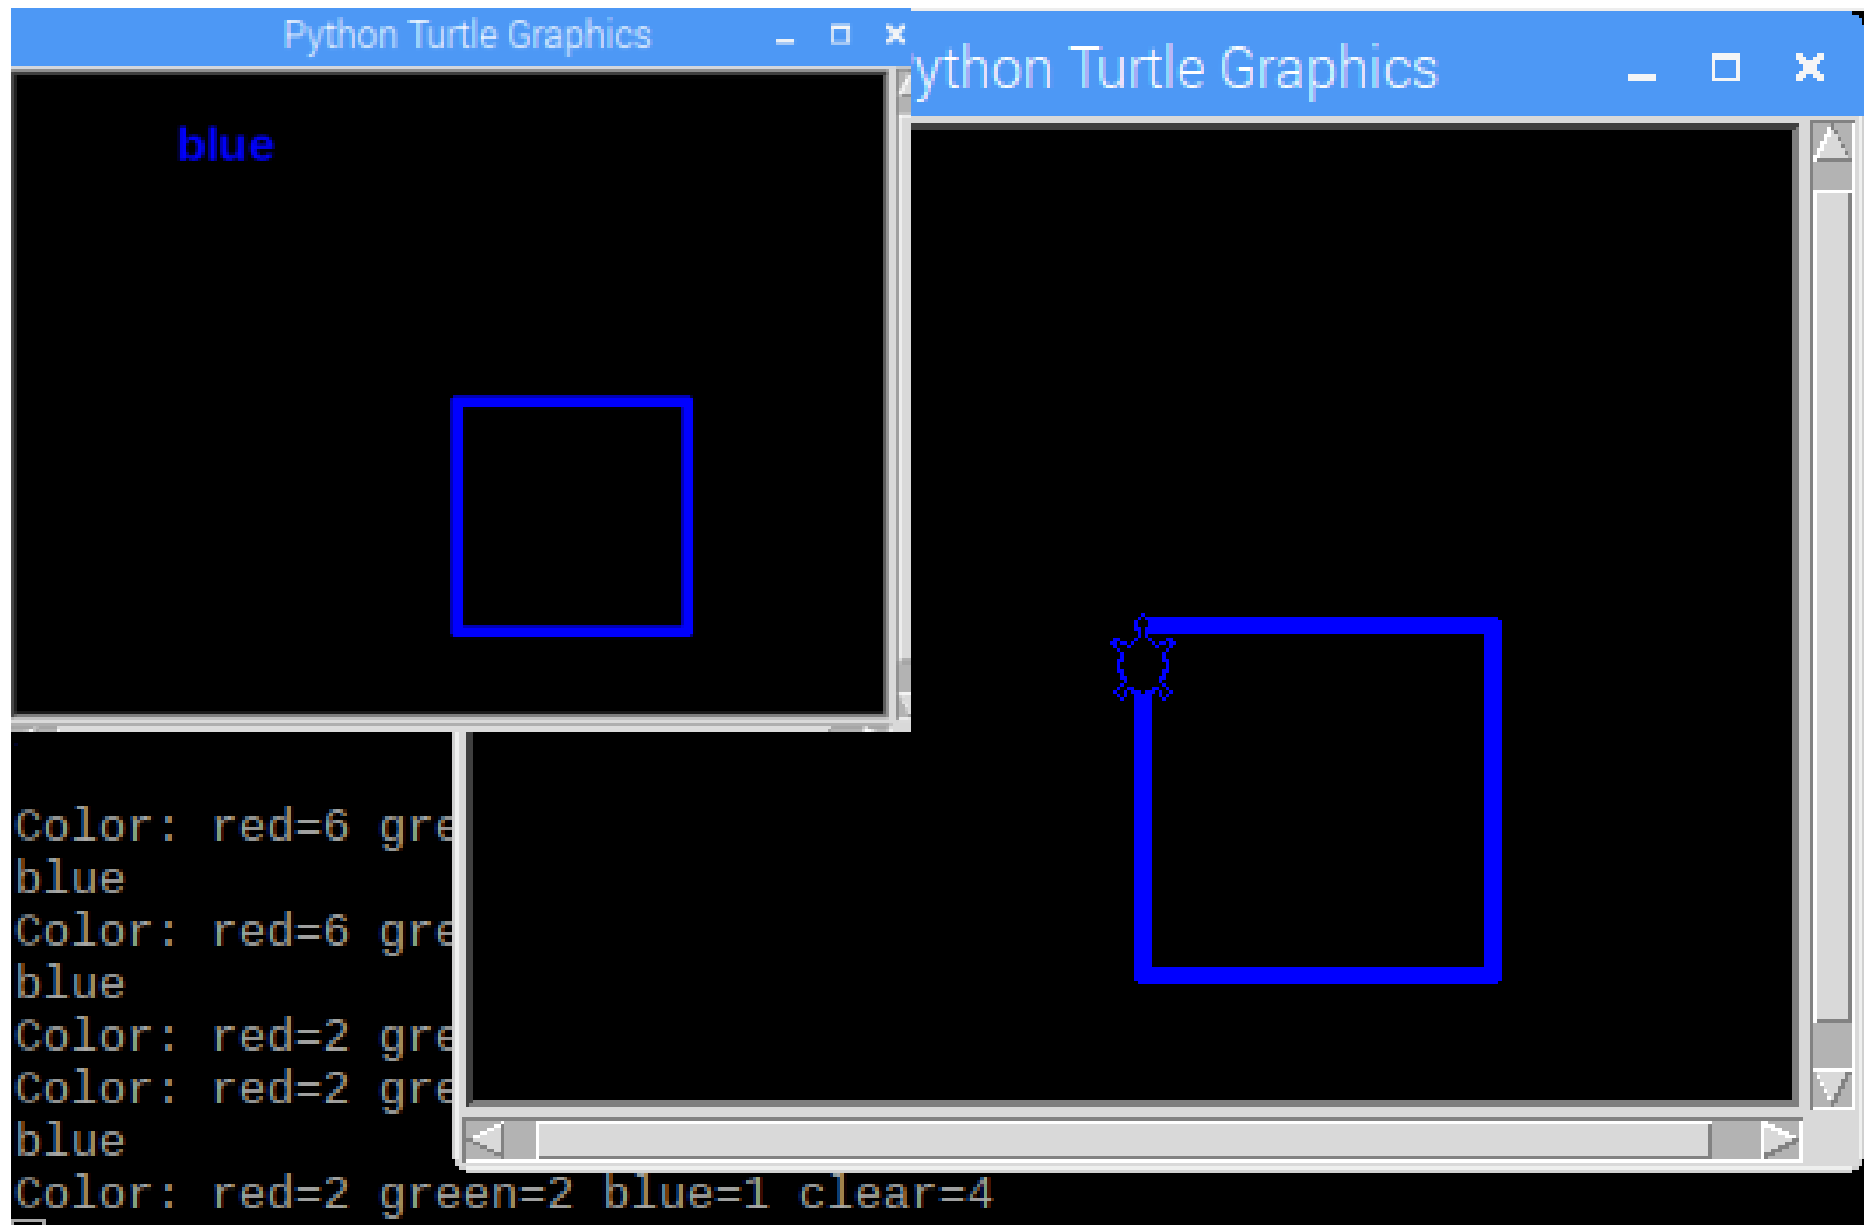 Python Turtle Graphics
ython Turtle Graphics
blue
Color: red=6 gre
blue
Color: red=6 gre
blue
Color: red=2 gre
Color: red=2 gre
blue
Color: red=2 green=2 blue=1 clear=4